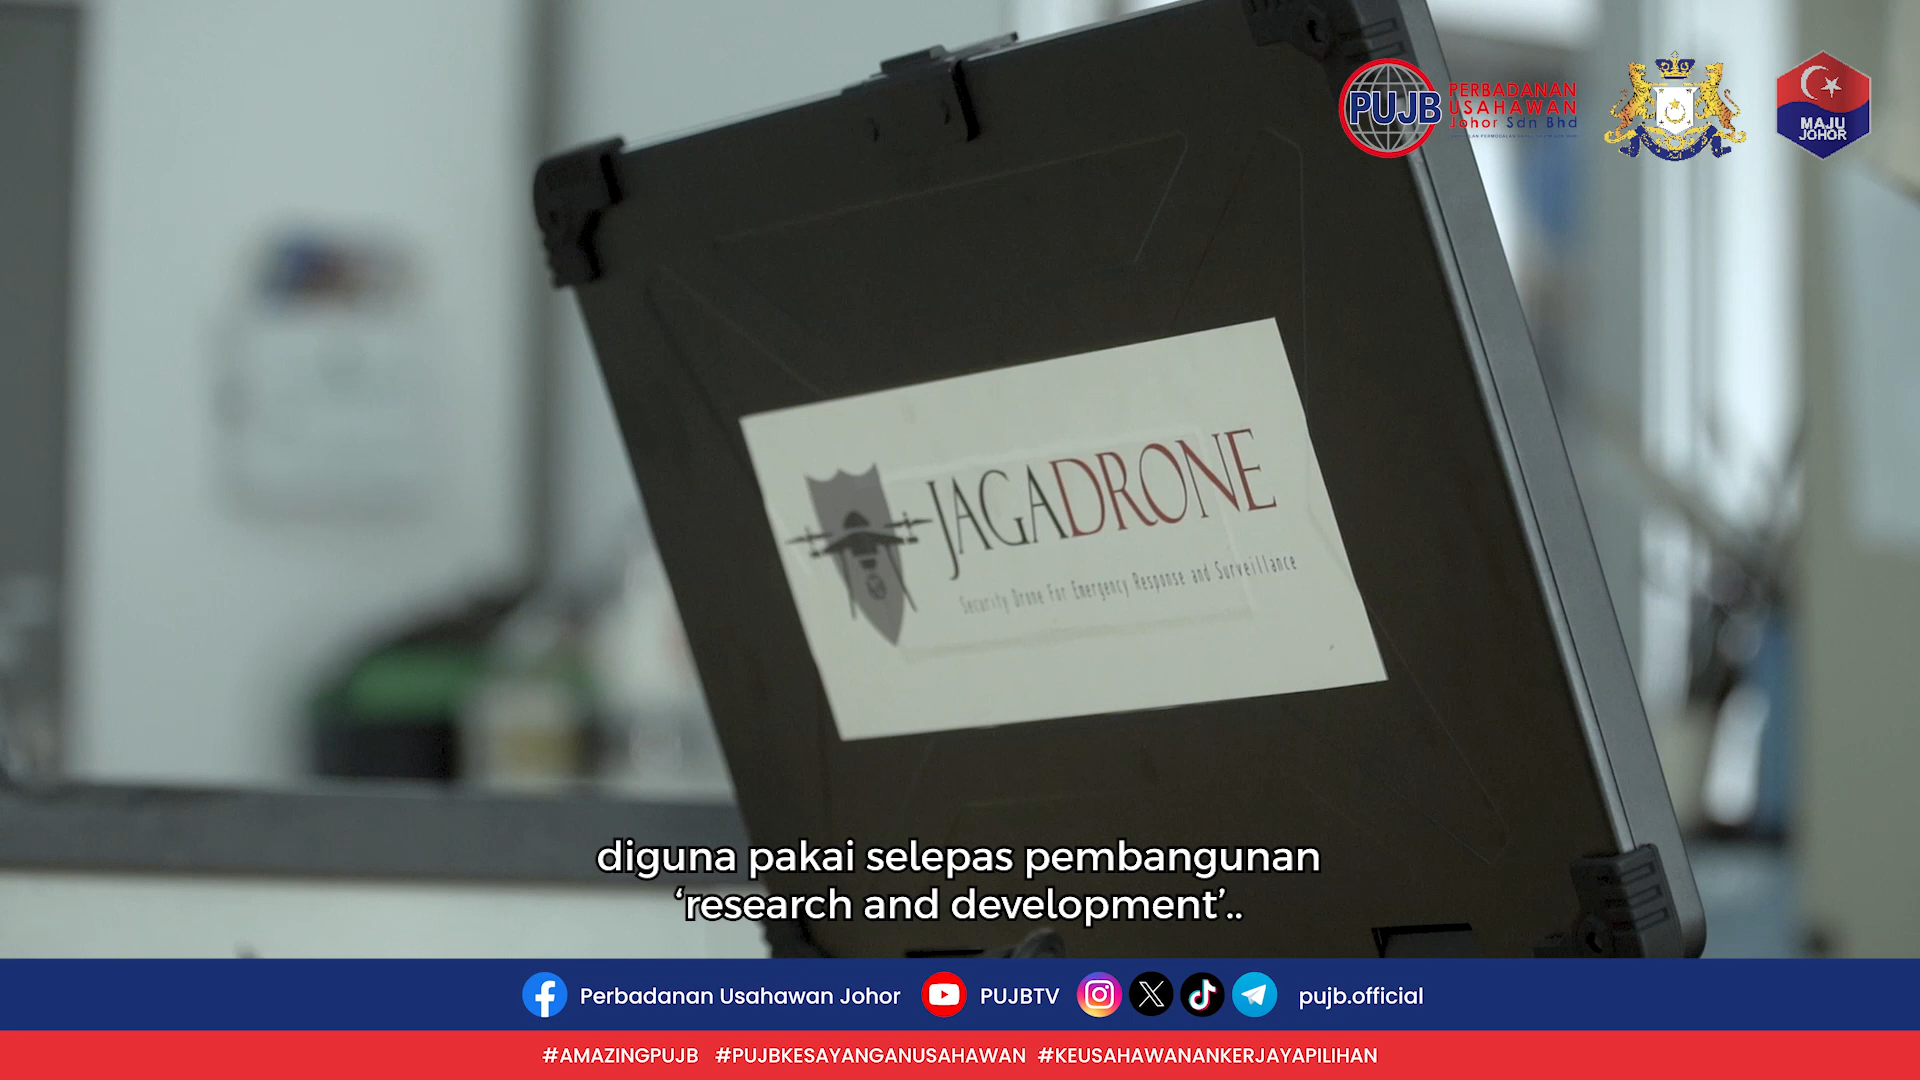 PUJB
PERBADANAN
USAHAWAN
Johor Sdn Bhd
MAJU
JOHOR
JAGADRONE
Security Drone For Emergency Response and Surveillance
diguna pakai selepas pembangunan
‘research and development’..
Perbadanan Usahawan Johor PUJBTV pujb.official
#AMAZINGPUJB #PUJBKESAYANGANUSAHAWAN #KEUSAHAWANANKERJAYAPILIHAN